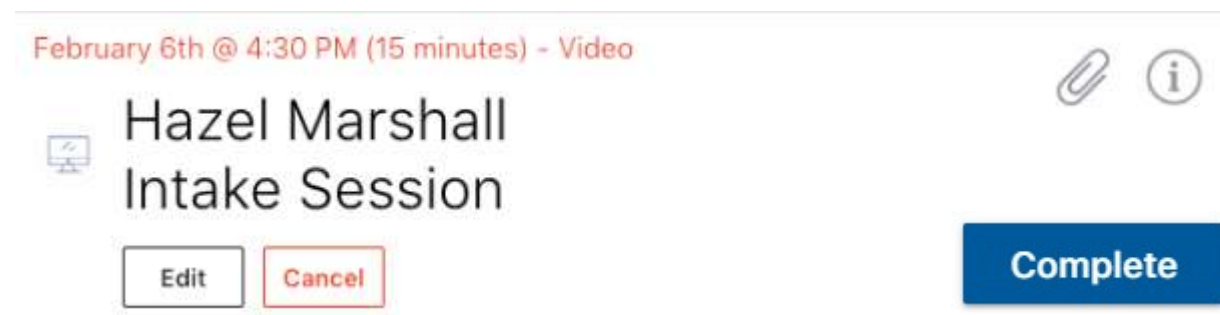 February 6th @ 4:30 PM (15 minutes) - Video
Hazel Marshall
Intake Session
Edit
Cancel
Complete